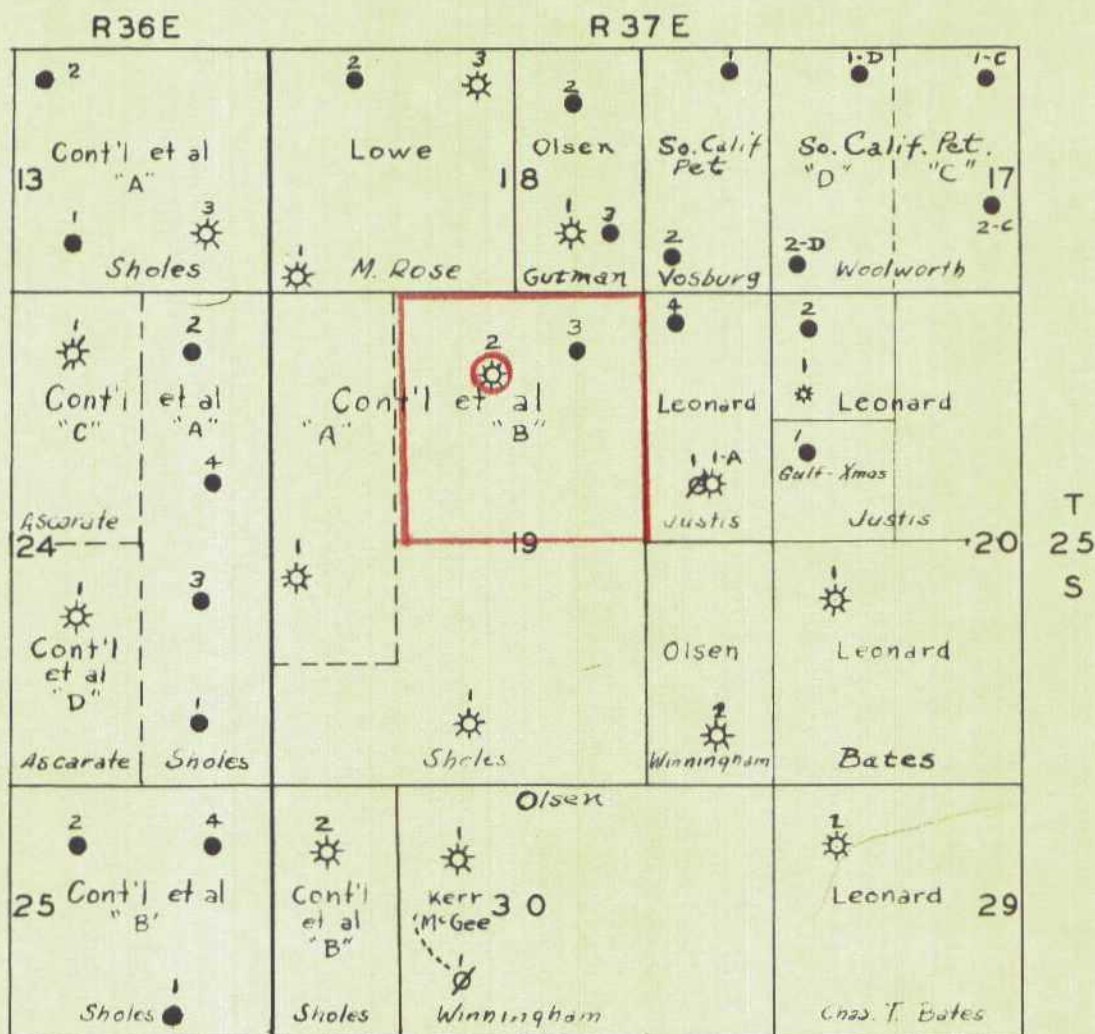 R 36 E
R 37 E
2
Cont'l et al
"A"
13
1
3
Sholes
2
3
Lowe
18
1
M. Rose
2
Olsen
1
3
Gutman
1
So. Calif
Pet
2
Vosburg
1-D
1-C
So. Calif. Pet.
"D"
"C"
17
2-C
2-D
Woolworth
1
2
Cont'l et al
"C"
"A"
4
Ascarate
24
3
1
Cont'l
et al
"D"
1
Ascarate
Sholes
2
3
Cont'l et al
"A"
"B"
19
1
1
Sholes
4
Leonard
1
1-A
Justis
2
1
Leonard
1
Gulf-Xmas
Justis
20
T
25
S
Olsen
Winningham
1
Leonard
Bates
2
4
25
Cont'l et al
"B"
1
Sholes
2
Cont'l
et al
"B"
Sholes
Olsen
1
Kerr
McGee
30
1
Winningham
Leonard
29
Chas. T. Bates